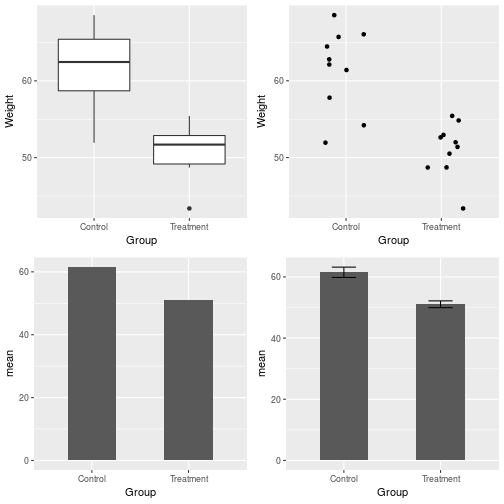 Weight
60
50
Control Treatment
Group
Weight
60
50
Control Treatment
Group
mean
60
40
20
0
Control Treatment
Group
mean
60
40
20
0
Control Treatment
Group